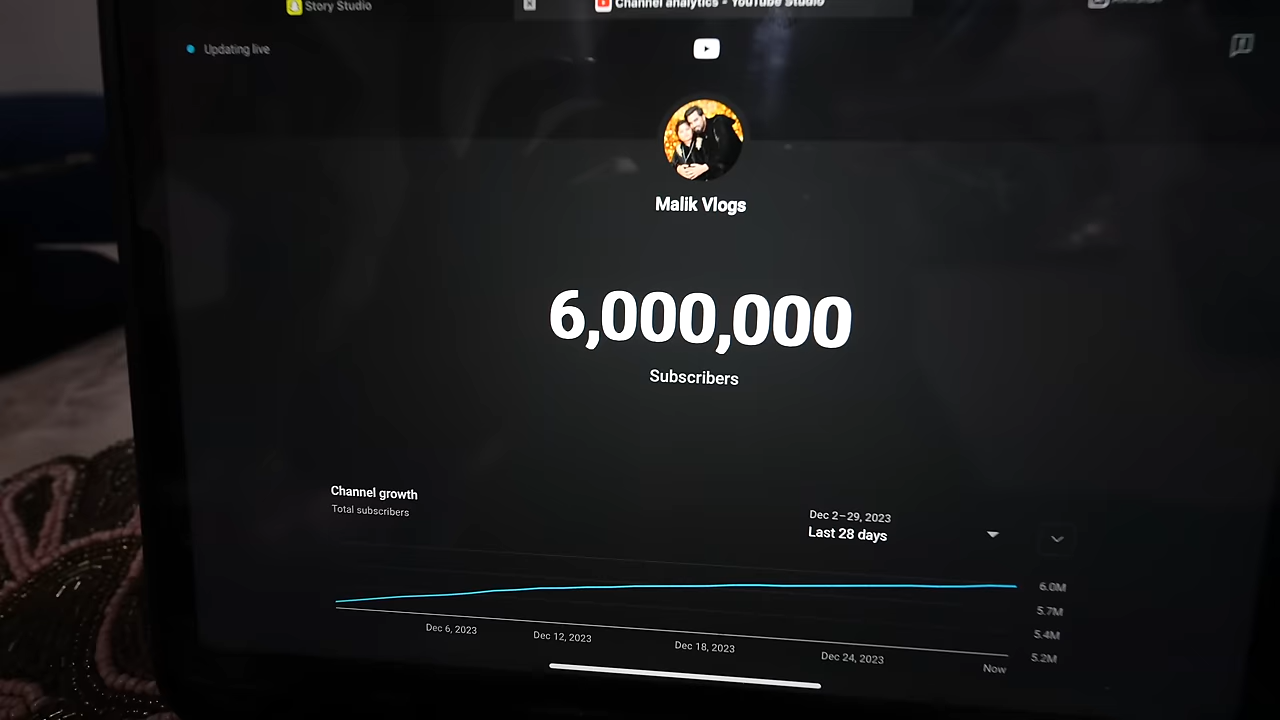 Story Studio
Channel analytics - YouTube Studio
Updating live
Malik Vlogs
6,000,000
Subscribers
Channel growth
Total subscribers
Dec 2–29, 2023
Last 28 days
6.0M
5.7M
5.4M
5.2M
Dec 6, 2023
Dec 12, 2023
Dec 18, 2023
Dec 24, 2023
Now